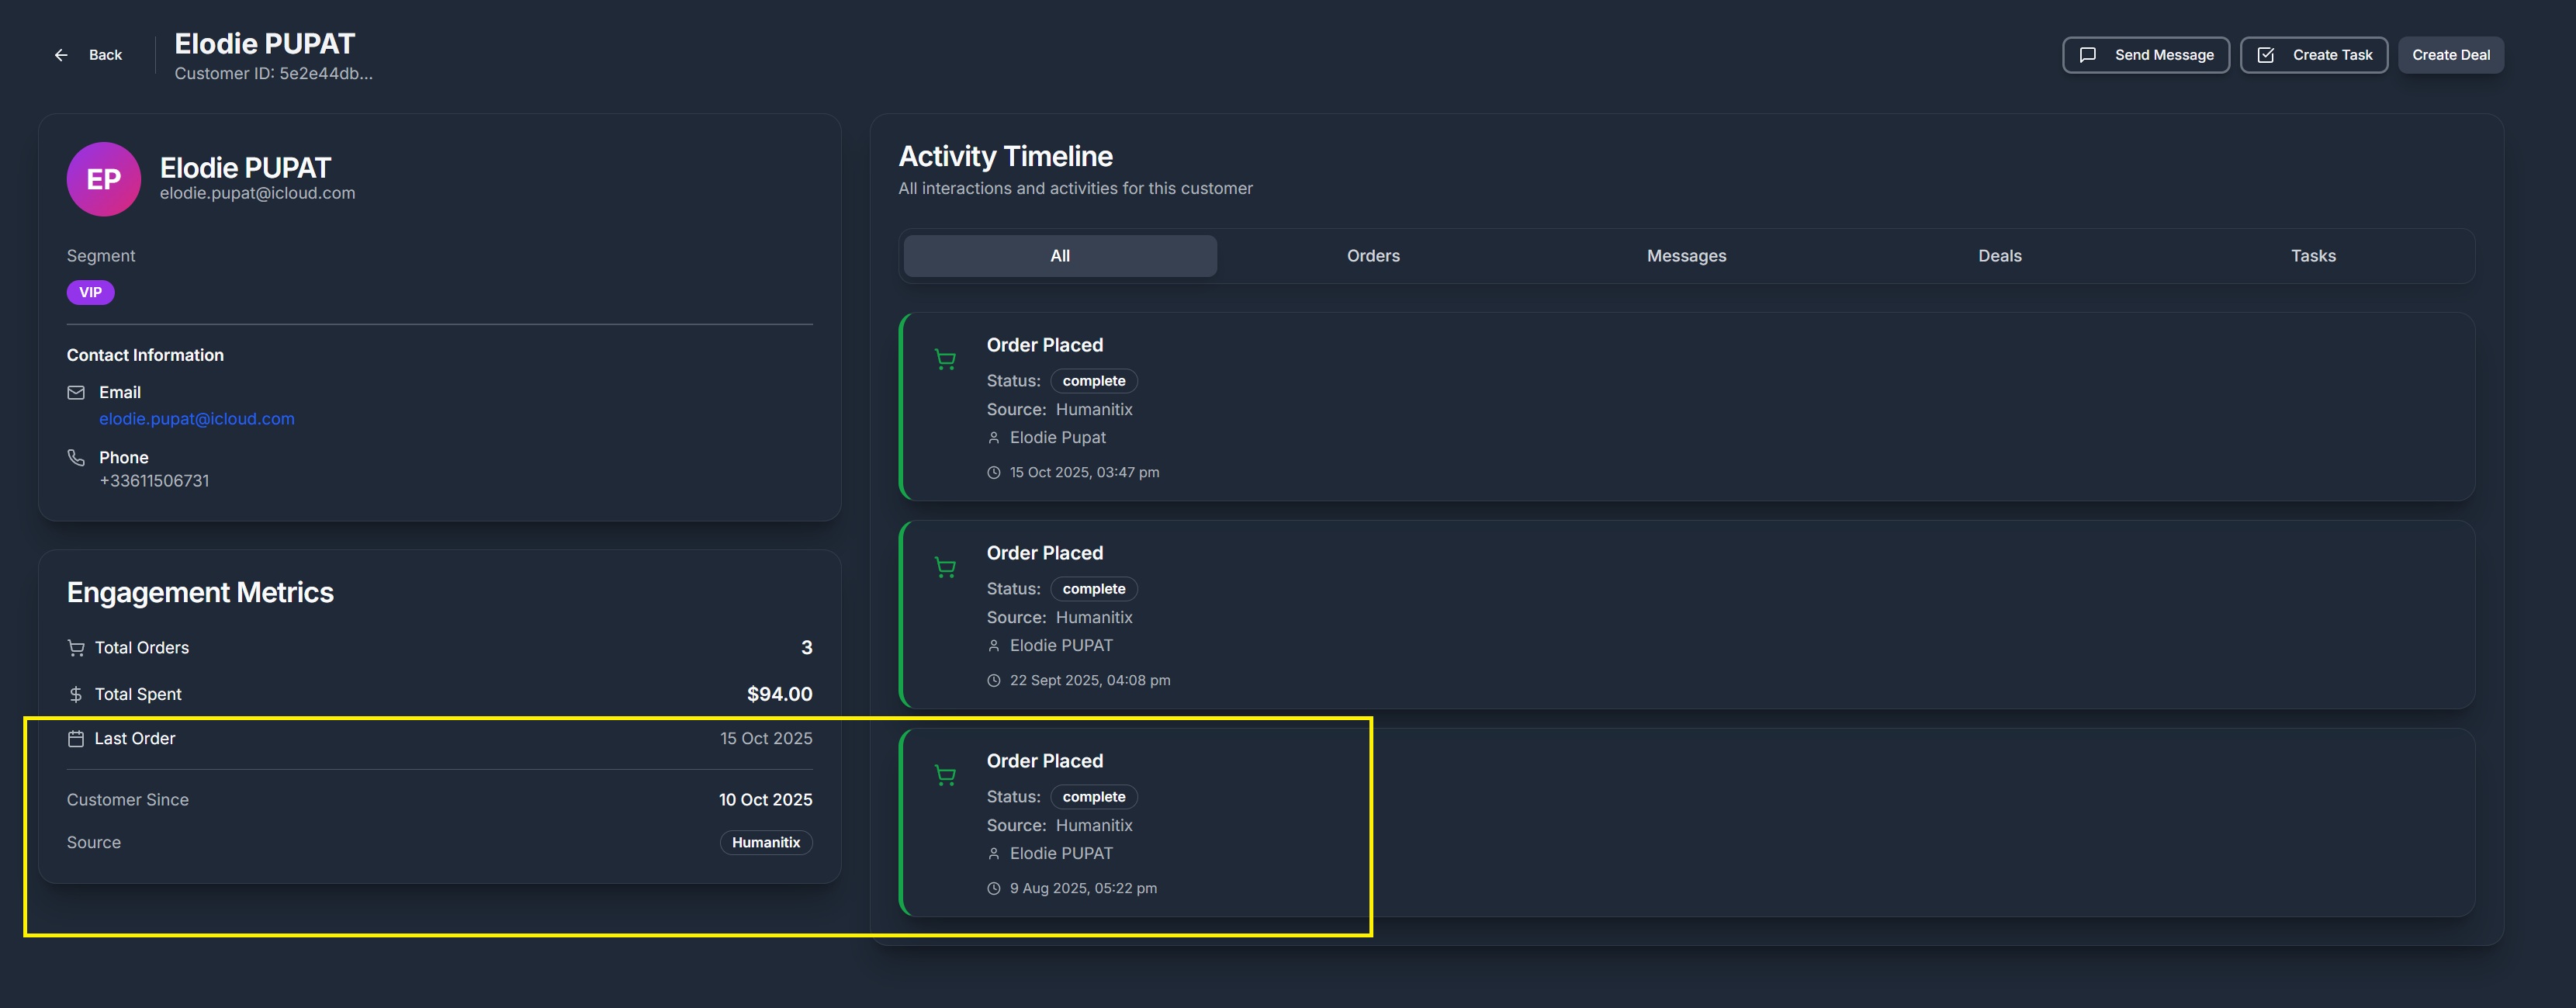 Back
Elodie PUPAT
Customer ID: 5e2e44db...
Send Message
Create Task
Create Deal
EP
Elodie PUPAT
elodie.pupat@icloud.com
Segment
VIP
Contact Information
Email
elodie.pupat@icloud.com
Phone
+33611506731
Engagement Metrics
Total Orders 3
Total Spent $94.00
Last Order 15 Oct 2025
Customer Since 10 Oct 2025
Source Humanitix
Activity Timeline
All interactions and activities for this customer
All Orders Messages Deals Tasks
Order Placed
Status: complete
Source: Humanitix
Elodie Pupat
15 Oct 2025, 03:47 pm
Order Placed
Status: complete
Source: Humanitix
Elodie PUPAT
22 Sept 2025, 04:08 pm
Order Placed
Status: complete
Source: Humanitix
Elodie PUPAT
9 Aug 2025, 05:22 pm